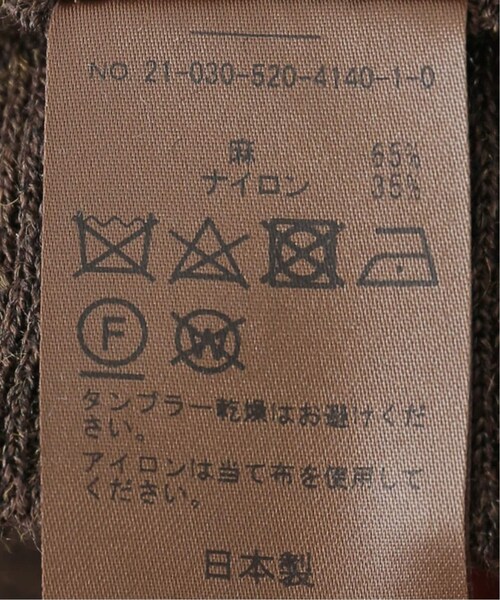 NO 21-030-520-4140-1-0
麻 65%
ナイロン 35%
F
W
タンブラー乾燥はお避けくだ
さい。
アイロンは当て布を使用して
ください。
日本製